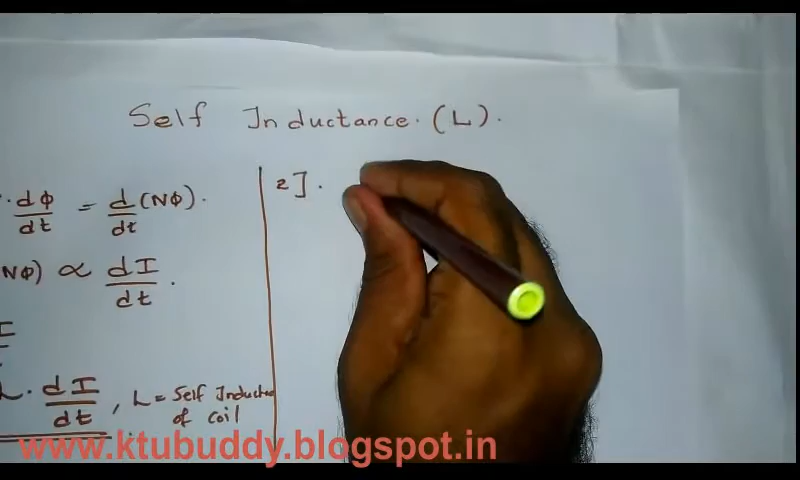 Self Inductance. (L).
. dφ/dt = d/dt (Nφ).
Nφ) ∝ dI/dt .
I
L. dI/dt , L = Self Inducted
of coil
2].
www.ktubuddy.blogspot.in